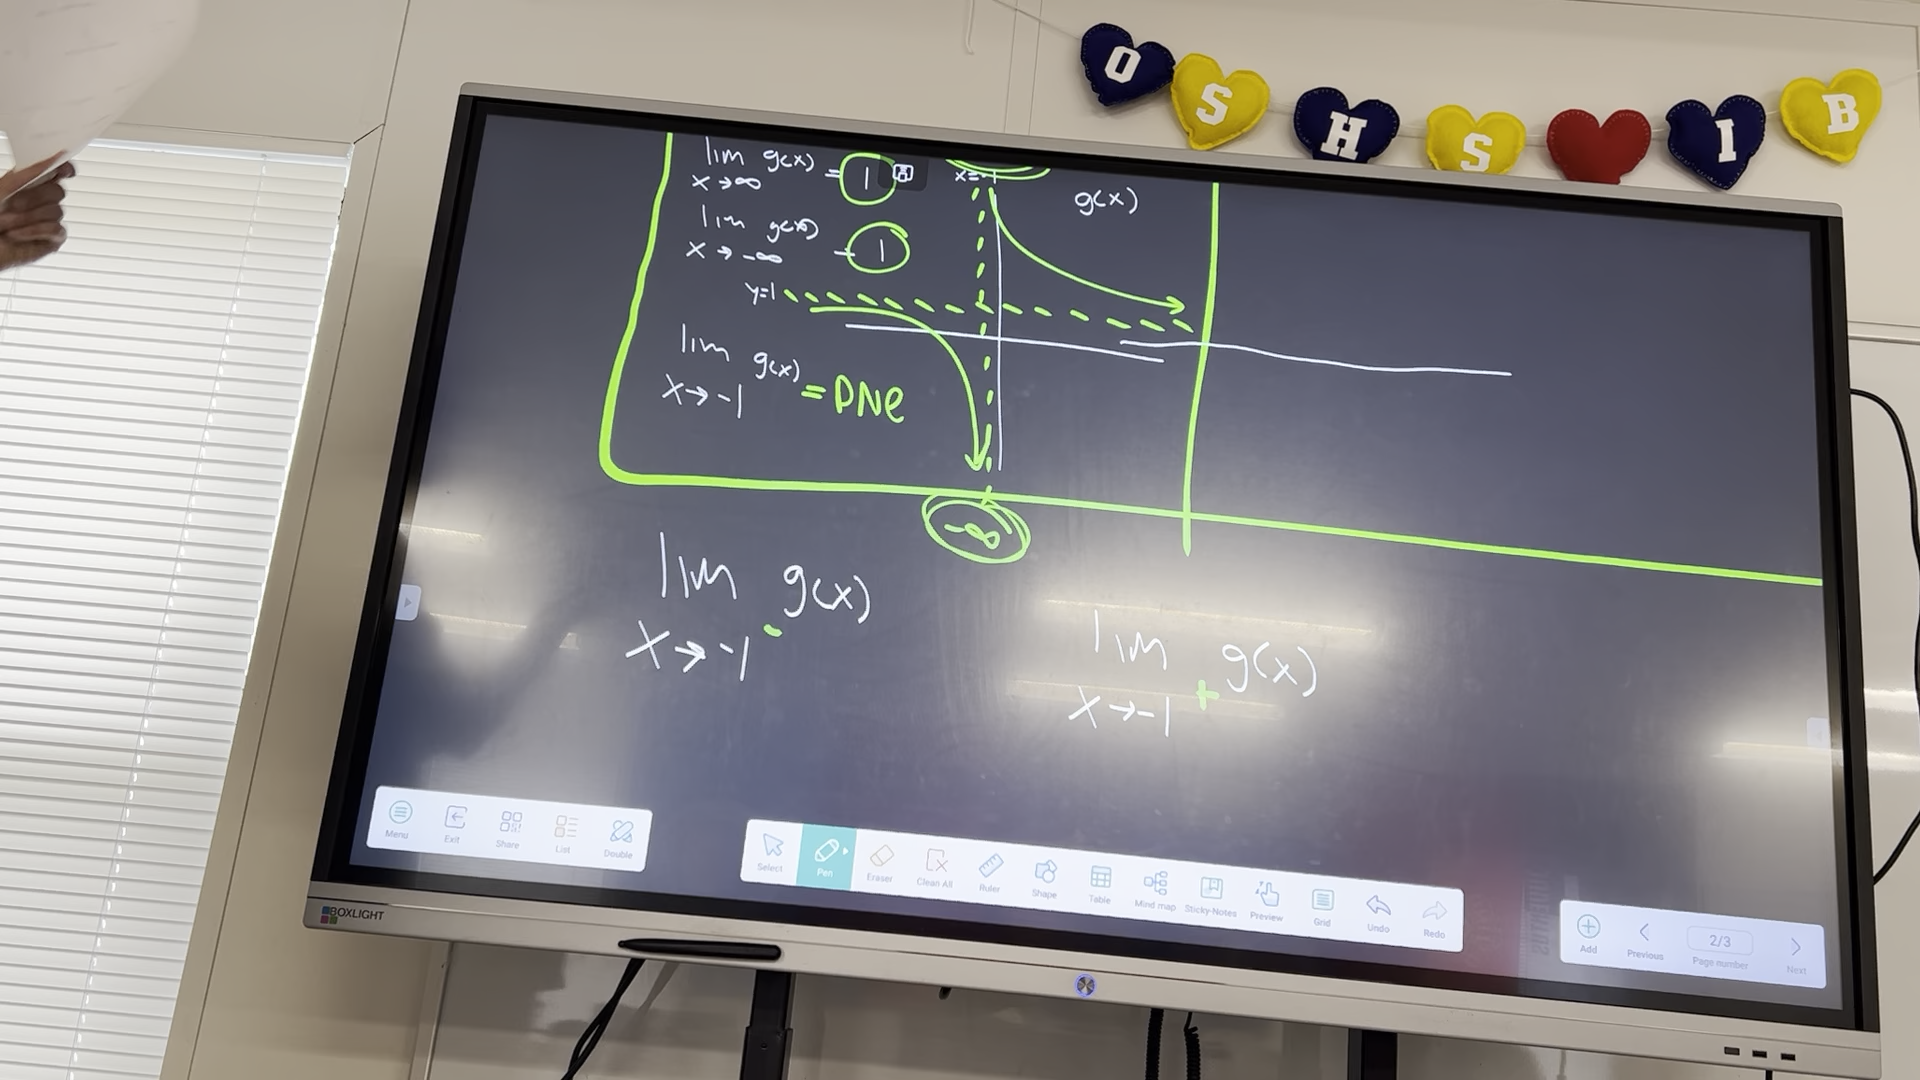 O S H S I B
lim g(x) = 1
x→∞
lim g(x) = 1
x→-∞
x=-1
g(x)
y=1
lim g(x) = DNe
x→-1
-∞
lim g(x)
x→-1⁻
lim g(x)
x→-1⁺
Menu Exit Share List Double
Select Pen Eraser Clean All Ruler Shape Table Mind map Sticky-Notes Preview Grid Undo Redo
Add Previous 2/3 Page number Next
BOXLIGHT